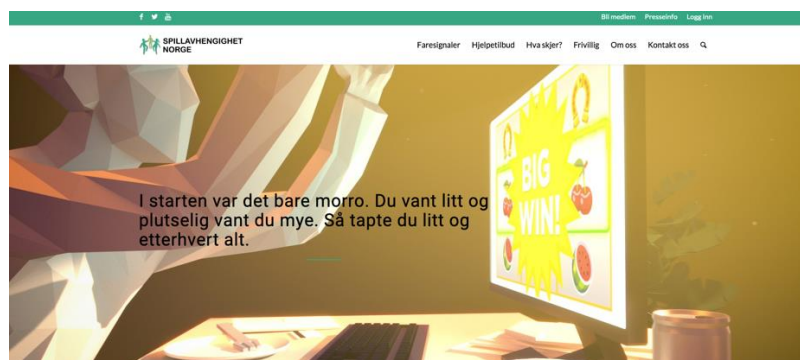 Bli medlem Presseinfo Logg inn
SPILLAVHENGIGHET
NORGE
Faresignaler Hjelpetilbud Hva skjer? Frivillig Om oss Kontakt oss
I starten var det bare morro. Du vant litt og
plutselig vant du mye. Så tapte du litt og
etterhvert alt.
BIG
WIN!